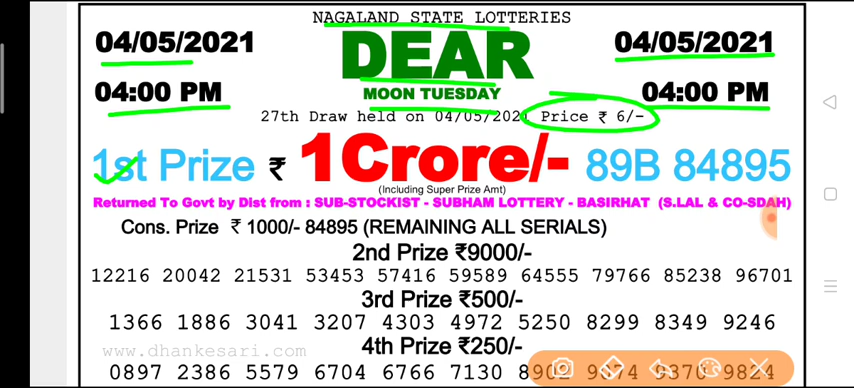 NAGALAND STATE LOTTERIES
04/05/2021 DEAR 04/05/2021
04:00 PM MOON TUESDAY 04:00 PM
27th Draw held on 04/05/2021 Price ₹ 6/-
1st Prize ₹ 1Crore/- 89B 84895
(Including Super Prize Amt)
Returned To Govt by Dist from : SUB-STOCKIST - SUBHAM LOTTERY - BASIRHAT (S.LAL & CO-SDAH)
Cons. Prize ₹ 1000/- 84895 (REMAINING ALL SERIALS)
2nd Prize ₹9000/-
12216 20042 21531 53453 57416 59589 64555 79766 85238 96701
3rd Prize ₹500/-
1366 1886 3041 3207 4303 4972 5250 8299 8349 9246
www.dhankesari.com
4th Prize ₹250/-
0897 2386 5579 6704 6766 7130 9824